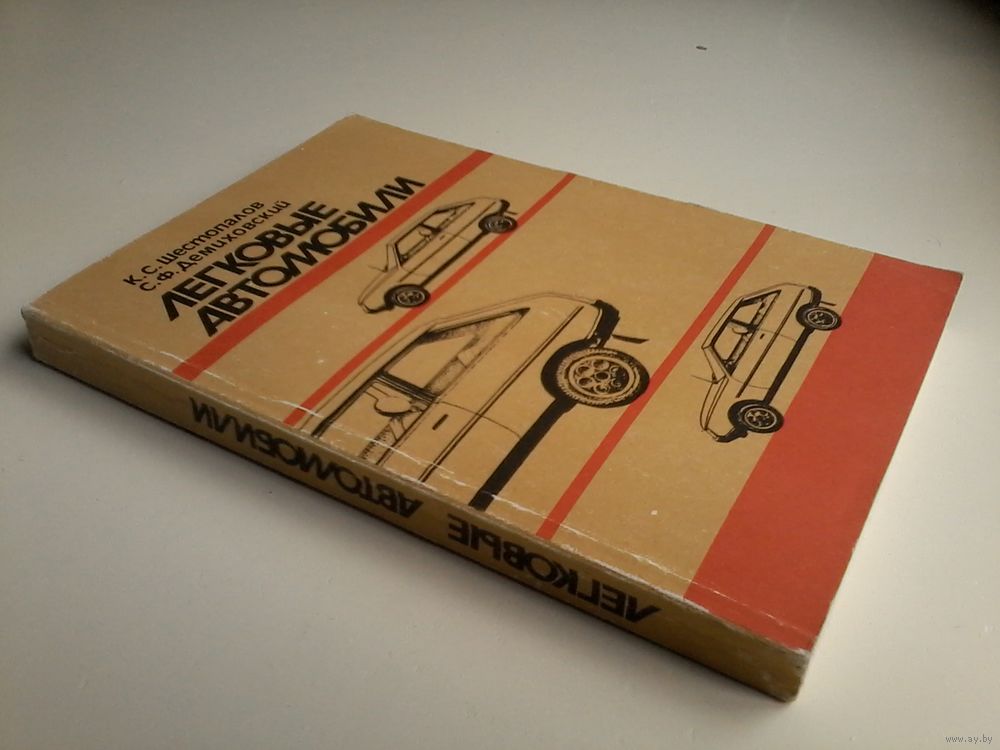 К. С. Шестопалов
С. Ф. Демиховский
ЛЕГКОВЫЕ
АВТОМОБИЛИ
ЛЕГКОВЫЕ АВТОМОБИЛИ
www.ay.by